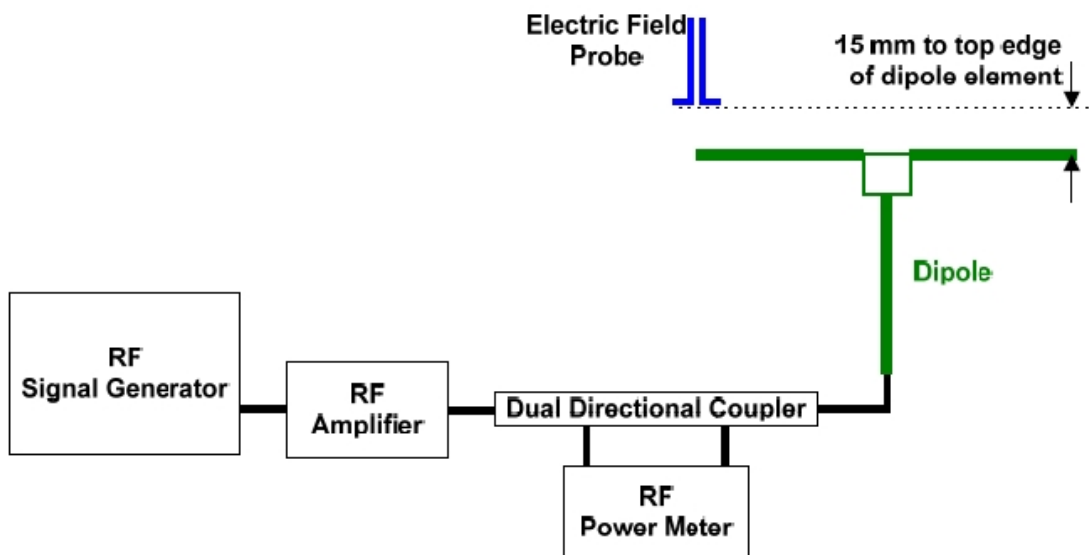 Electric Field
Probe
15 mm to top edge
of dipole element
Dipole
RF
Signal Generator
RF
Amplifier
Dual Directional Coupler
RF
Power Meter